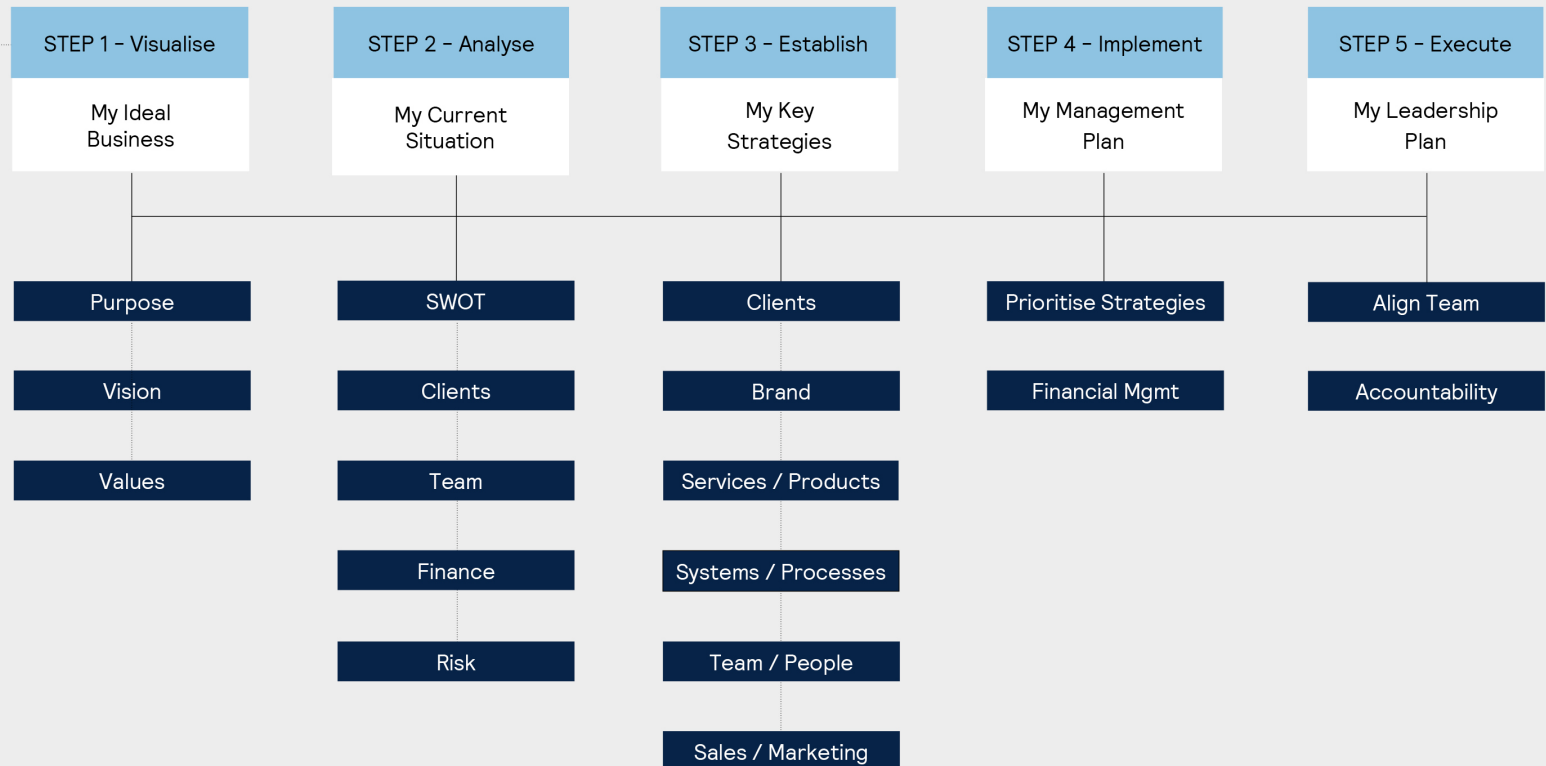 STEP 1 - Visualise
My Ideal
Business
Purpose
Vision
Values
STEP 2 - Analyse
My Current
Situation
SWOT
Clients
Team
Finance
Risk
STEP 3 - Establish
My Key
Strategies
Clients
Brand
Services / Products
Systems / Processes
Team / People
Sales / Marketing
STEP 4 - Implement
My Management
Plan
Prioritise Strategies
Financial Mgmt
STEP 5 - Execute
My Leadership
Plan
Align Team
Accountability